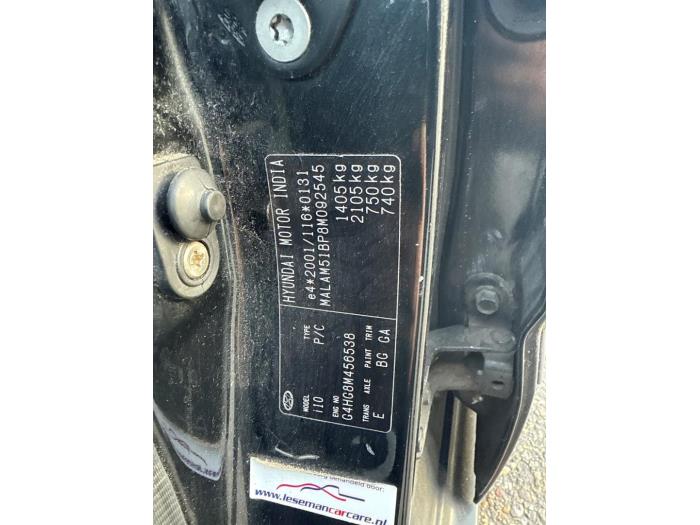 HYUNDAI MOTOR INDIA
e4*2001/116*0131
MALAM51BP8M092545
1405kg
2105kg
750kg
740kg
MODEL TYPE
i10 P/C
ENG NO
G4HG8M456538
TRANS AXLE PAINT TRIM
E BG GA
www.lesemancarcare.nl